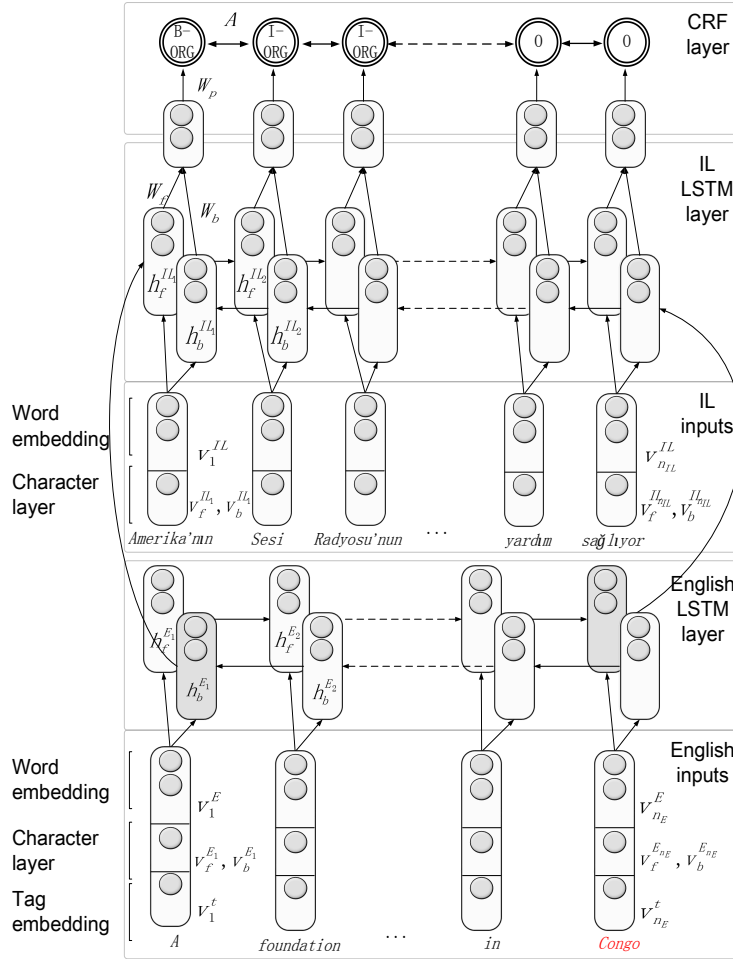 B-ORG A I-ORG I-ORG O O CRF layer
W_p
IL LSTM layer
W_f W_b
h_f^{IL_1} h_f^{IL_2}
h_b^{IL_1} h_b^{IL_2}
Word embedding IL inputs
v_1^{IL} v_{n_{IL}}^{IL}
Character layer
v_f^{IL_1}, v_b^{IL_1} v_f^{IL_{n_{IL}}}, v_b^{IL_{n_{IL}}}
Amerika'nın Sesi Radyosu'nun ... yardım sağlıyor
English LSTM layer
h_f^{E_1} h_f^{E_2}
h_b^{E_1} h_b^{E_2}
English inputs
Word embedding
v_1^E v_{n_E}^E
Character layer
v_f^{E_1}, v_b^{E_1} v_f^{E_{n_E}}, v_b^{E_{n_E}}
Tag embedding
v_1^t v_{n_E}^t
A foundation ... in Congo